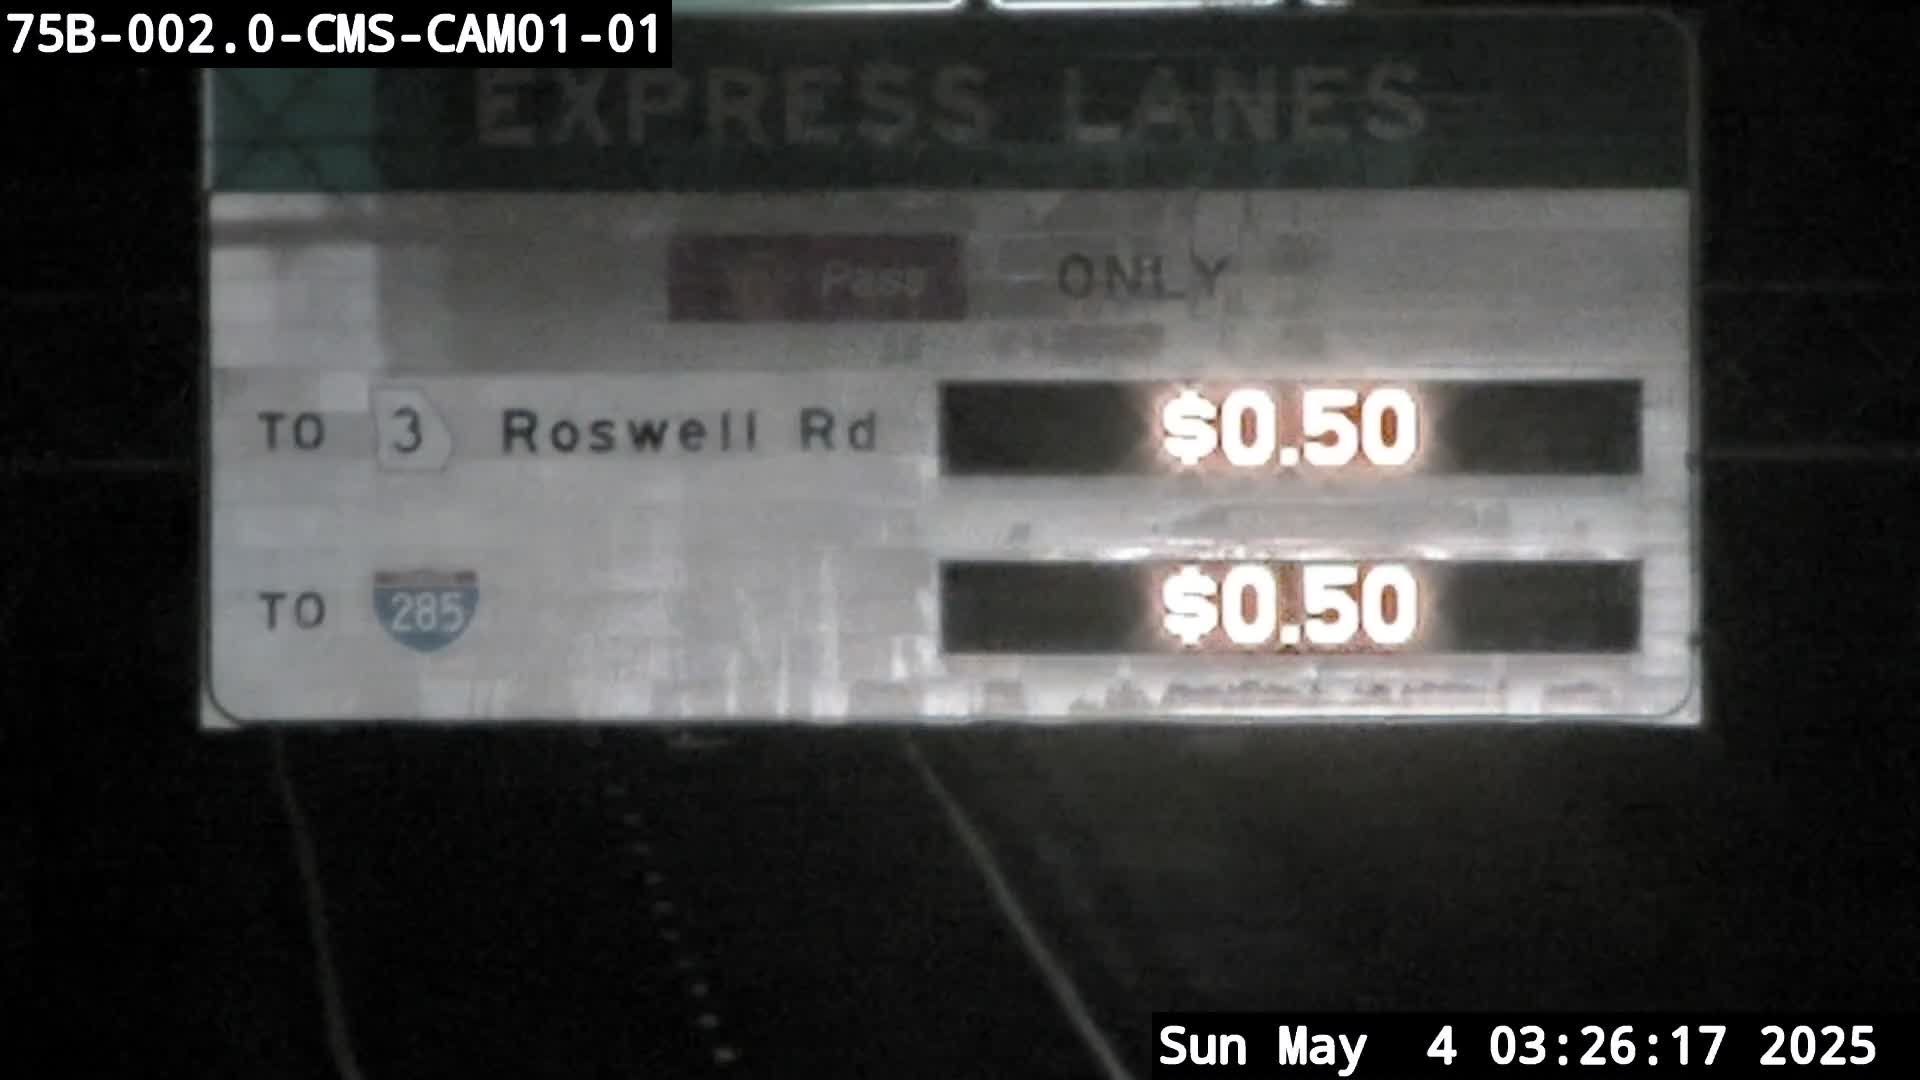 75B-002.0-CMS-CAM01-01
EXPRESS LANES
Pass ONLY
TO 3 Roswell Rd $0.50
TO 285 $0.50
Sun May 4 03:26:17 2025